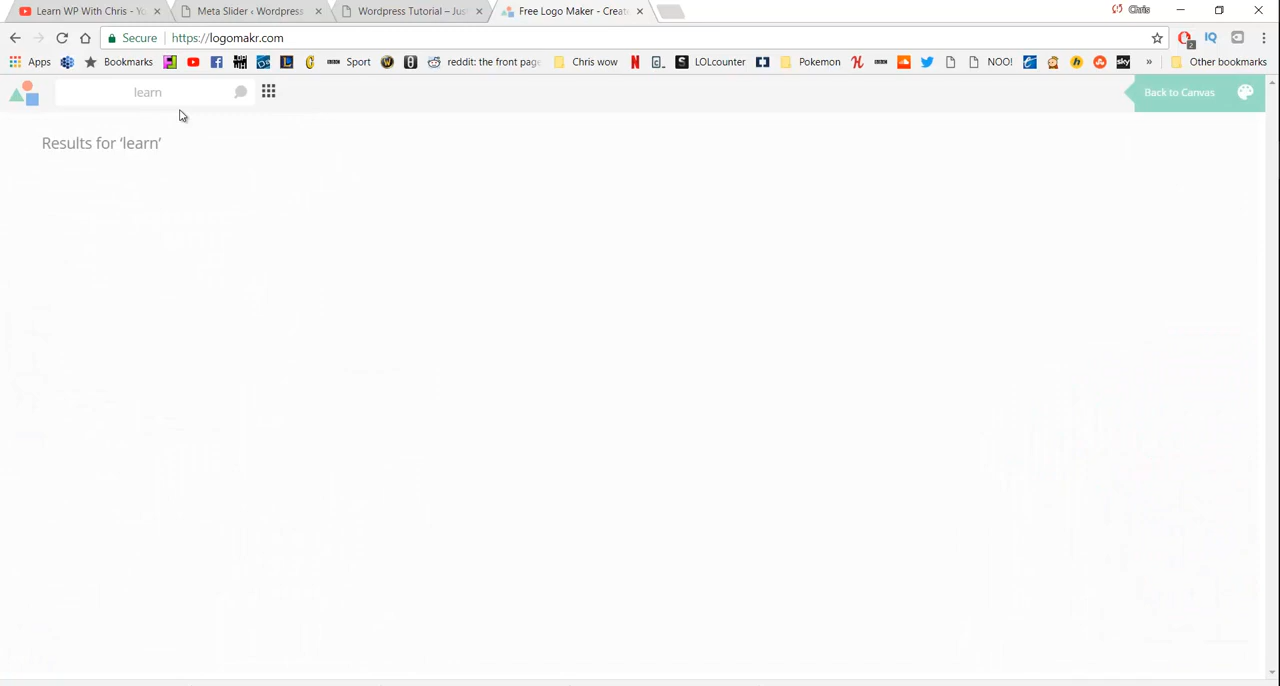 Learn WP With Chris - Yo
Meta Slider ‹ Wordpress
Wordpress Tutorial – Jus
Free Logo Maker - Creat
Chris
Secure | https://logomakr.com
Apps Bookmarks Sport reddit: the front page Chris wow LOLcounter Pokemon NOO! sky » Other bookmarks
learn
Back to Canvas
Results for ‘learn’